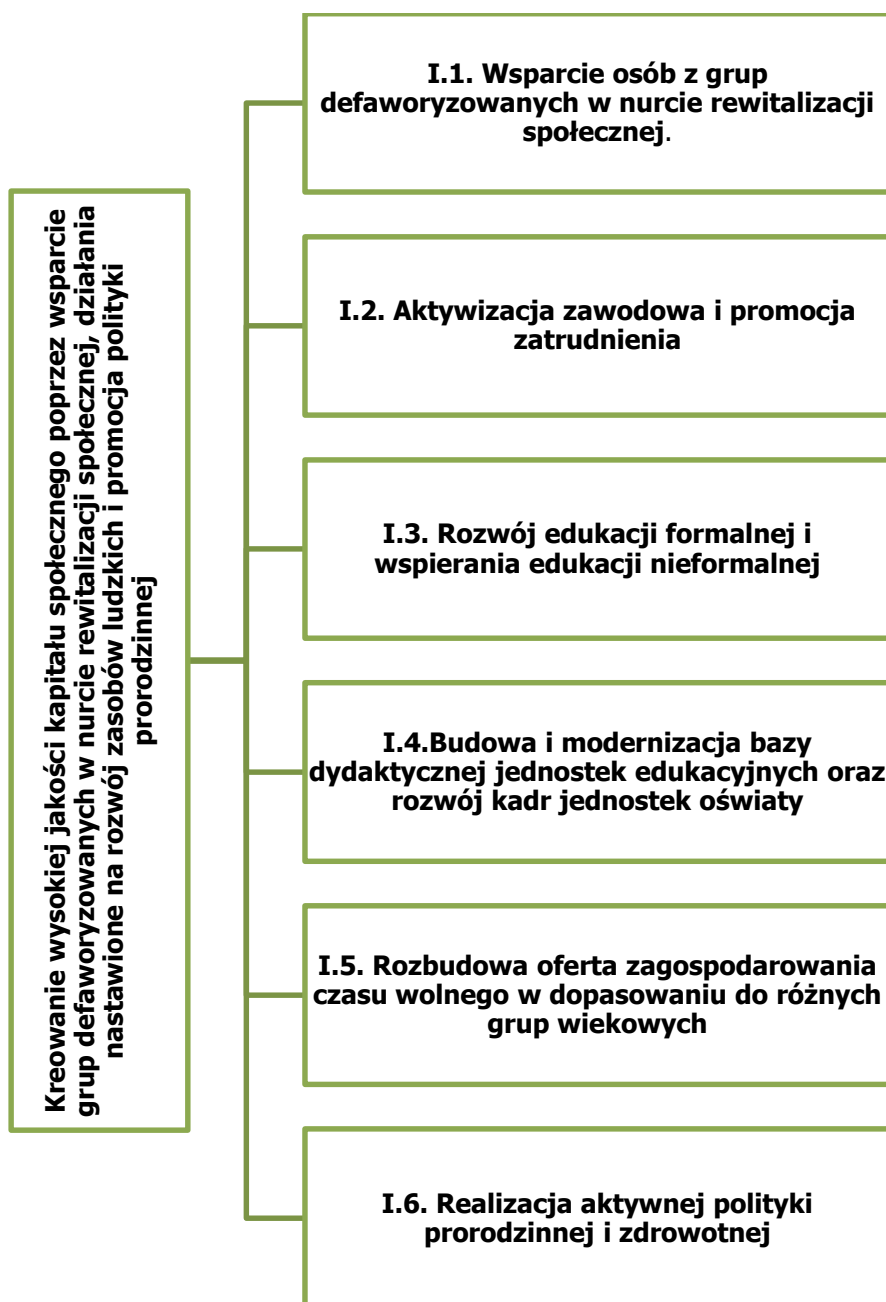 Kreowanie wysokiej jakości kapitału społecznego poprzez wsparcie
grup defaworyzowanych w nurcie rewitalizacji społecznej, działania
nastawione na rozwój zasobów ludzkich i promocja polityki
prorodzinnej
I.1. Wsparcie osób z grup
defaworyzowanych w nurcie rewitalizacji
społecznej.
I.2. Aktywizacja zawodowa i promocja
zatrudnienia
I.3. Rozwój edukacji formalnej i
wspierania edukacji nieformalnej
I.4.Budowa i modernizacja bazy
dydaktycznej jednostek edukacyjnych oraz
rozwój kadr jednostek oświaty
I.5. Rozbudowa oferta zagospodarowania
czasu wolnego w dopasowaniu do różnych
grup wiekowych
I.6. Realizacja aktywnej polityki
prorodzinnej i zdrowotnej